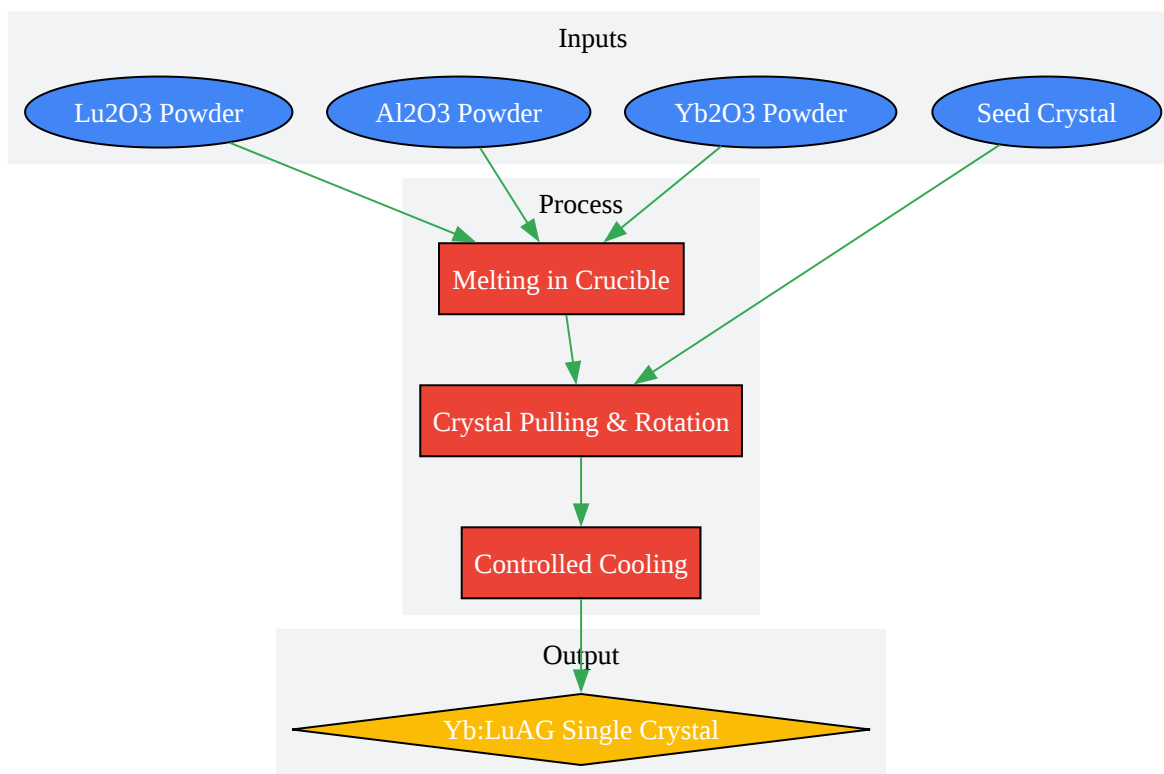 Inputs
Lu2O3 Powder
Al2O3 Powder
Yb2O3 Powder
Seed Crystal
Process
Melting in Crucible
Crystal Pulling & Rotation
Controlled Cooling
Output
Yb:LuAG Single Crystal